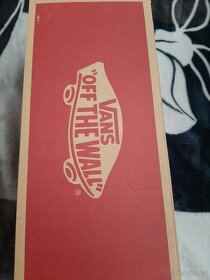 VANS
"OFF THE WALL"
®